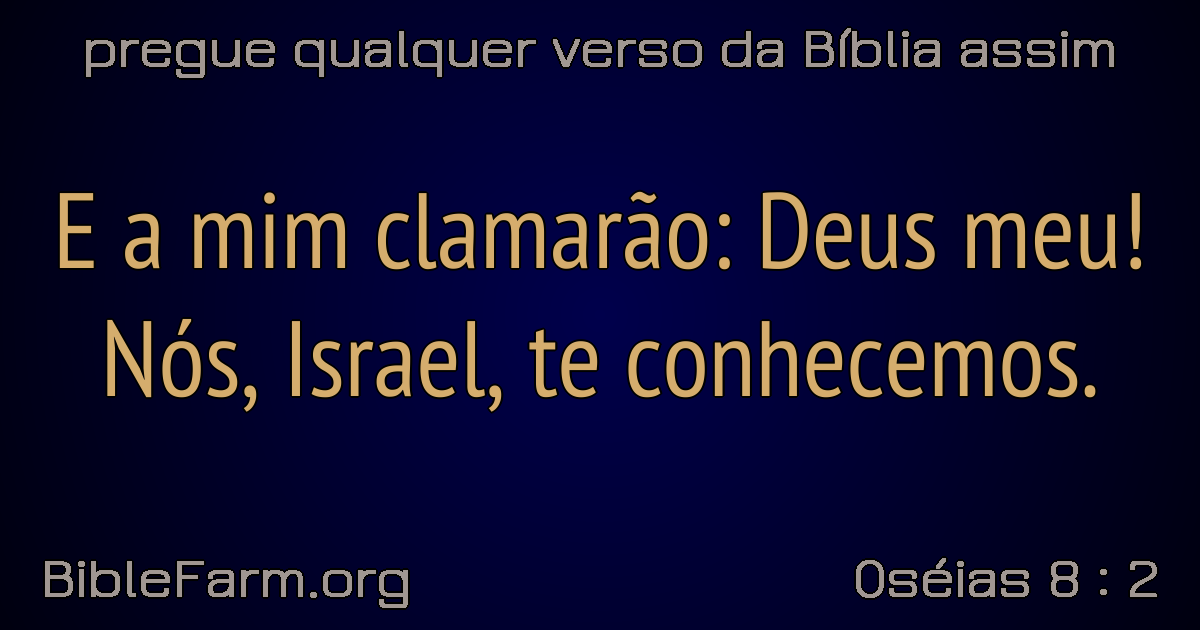 pregue qualquer verso da Bíblia assim
E a mim clamarão: Deus meu!
Nós, Israel, te conhecemos.
BibleFarm.org
Oséias 8 : 2